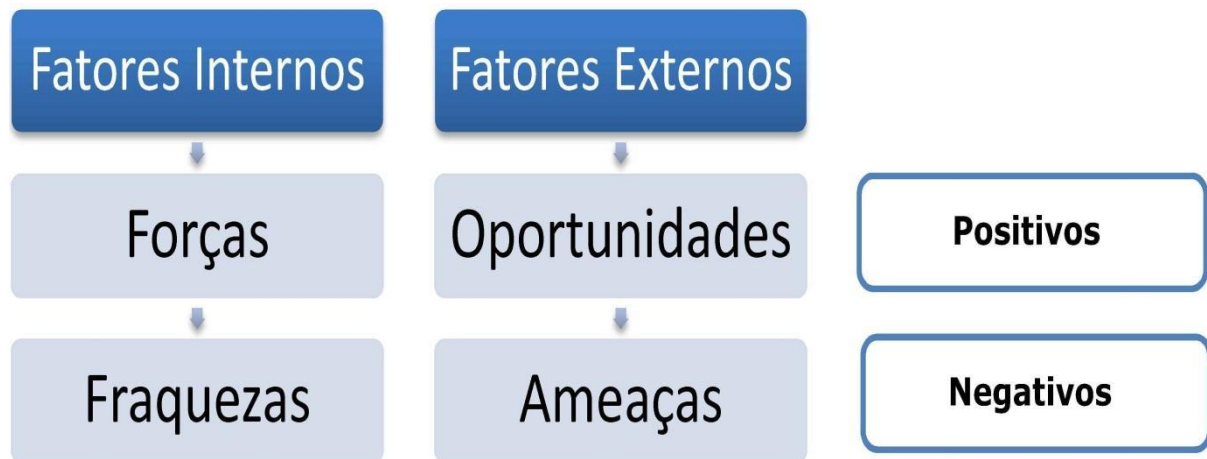 Fatores Internos
Fatores Externos
Forças
Oportunidades
Positivos
Fraquezas
Ameaças
Negativos